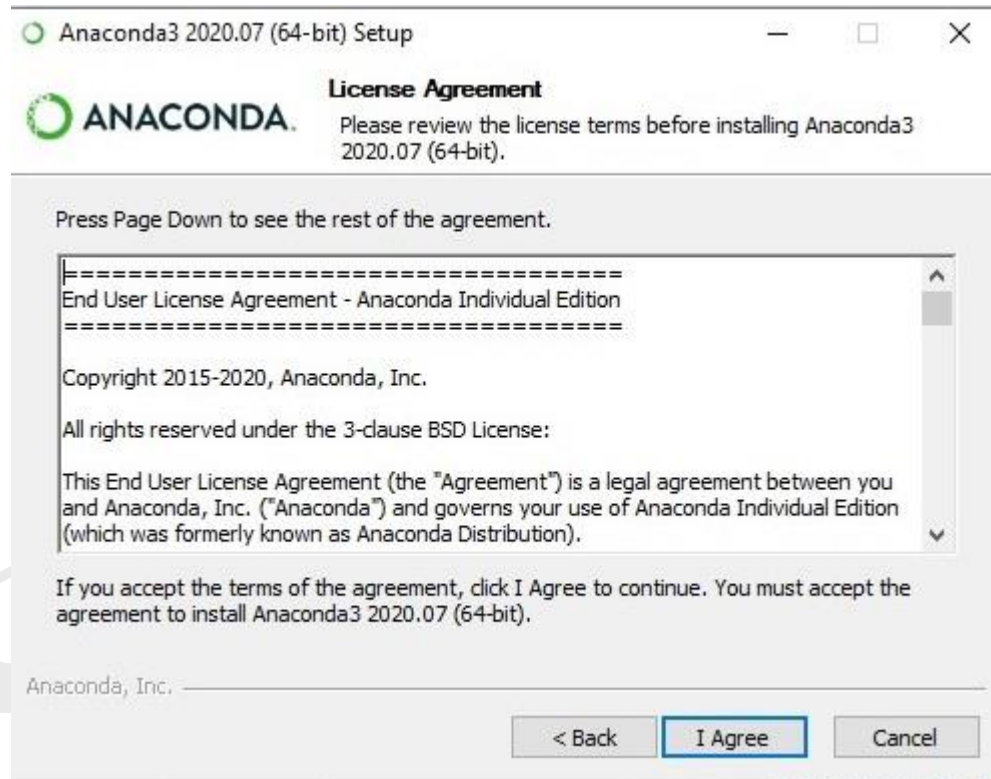 Anaconda3 2020.07 (64-bit) Setup
ANACONDA.
License Agreement
Please review the license terms before installing Anaconda3
2020.07 (64-bit).
Press Page Down to see the rest of the agreement.
===================================
End User License Agreement - Anaconda Individual Edition
===================================
Copyright 2015-2020, Anaconda, Inc.
All rights reserved under the 3-clause BSD License:
This End User License Agreement (the "Agreement") is a legal agreement between you
and Anaconda, Inc. ("Anaconda") and governs your use of Anaconda Individual Edition
(which was formerly known as Anaconda Distribution).
If you accept the terms of the agreement, click I Agree to continue. You must accept the
agreement to install Anaconda3 2020.07 (64-bit).
Anaconda, Inc.
< Back
I Agree
Cancel